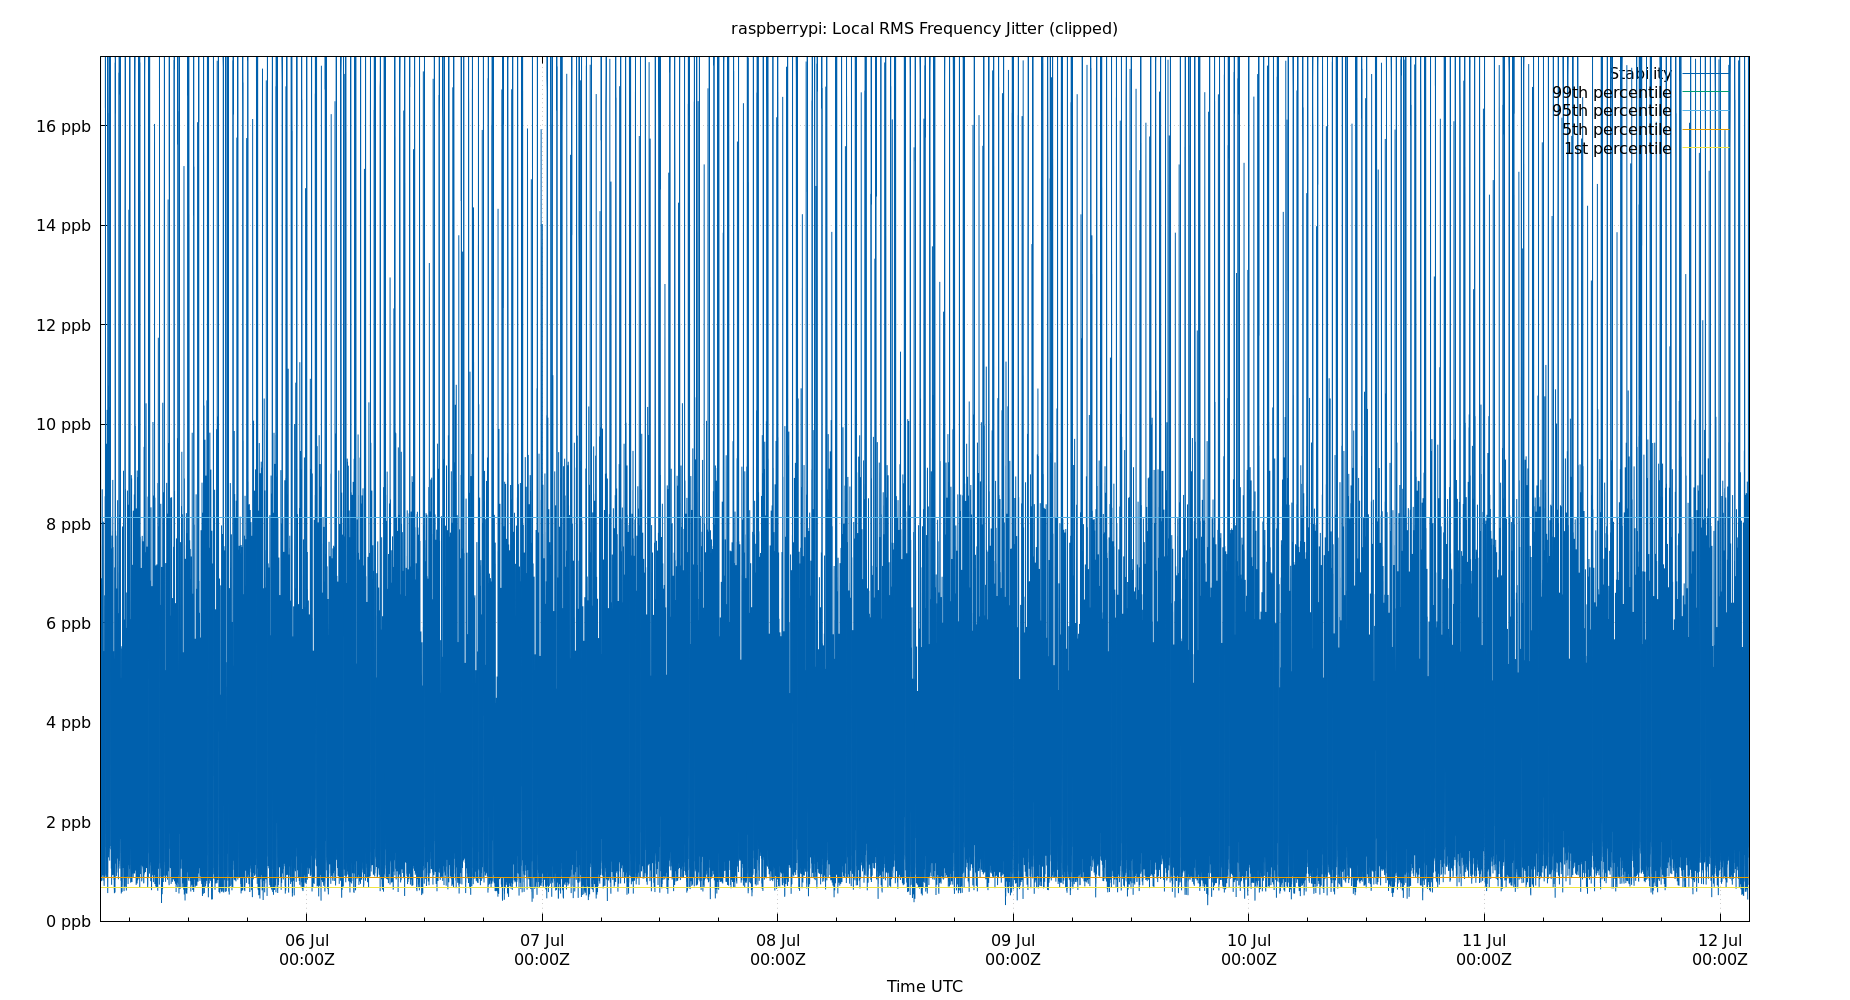 raspberrypi: Local RMS Frequency Jitter (clipped)
Stability
99th percentile
95th percentile
5th percentile
1st percentile
16 ppb
14 ppb
12 ppb
10 ppb
8 ppb
6 ppb
4 ppb
2 ppb
0 ppb
06 Jul 07 Jul 08 Jul 09 Jul 10 Jul 11 Jul 12 Jul
00:00Z 00:00Z 00:00Z 00:00Z 00:00Z 00:00Z 00:00Z
Time UTC